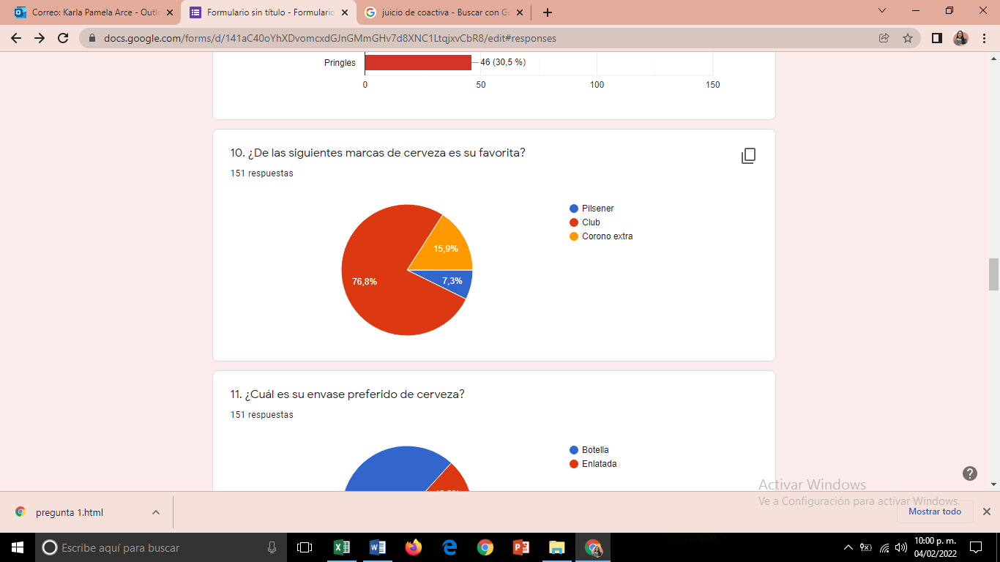 Correo: Karla Pamela Arce - Outl
Formulario sin título - Formulario
juicio de coactiva - Buscar con G
docs.google.com/forms/d/141aC40oYhXDvomcxdGJnGMmGHv7d8XNC1LtqjxvCbR8/edit#responses
Pringles
46 (30,5 %)
0 50 100 150
10. ¿De las siguientes marcas de cerveza es su favorita?
151 respuestas
Pilsener
Club
Corono extra
15,9%
7,3%
76,8%
11. ¿Cuál es su envase preferido de cerveza?
151 respuestas
Botella
Enlatada
Activar Windows
Ve a Configuración para activar Windows.
pregunta 1.html
Mostrar todo
Escribe aquí para buscar
10:00 p. m.
04/02/2022